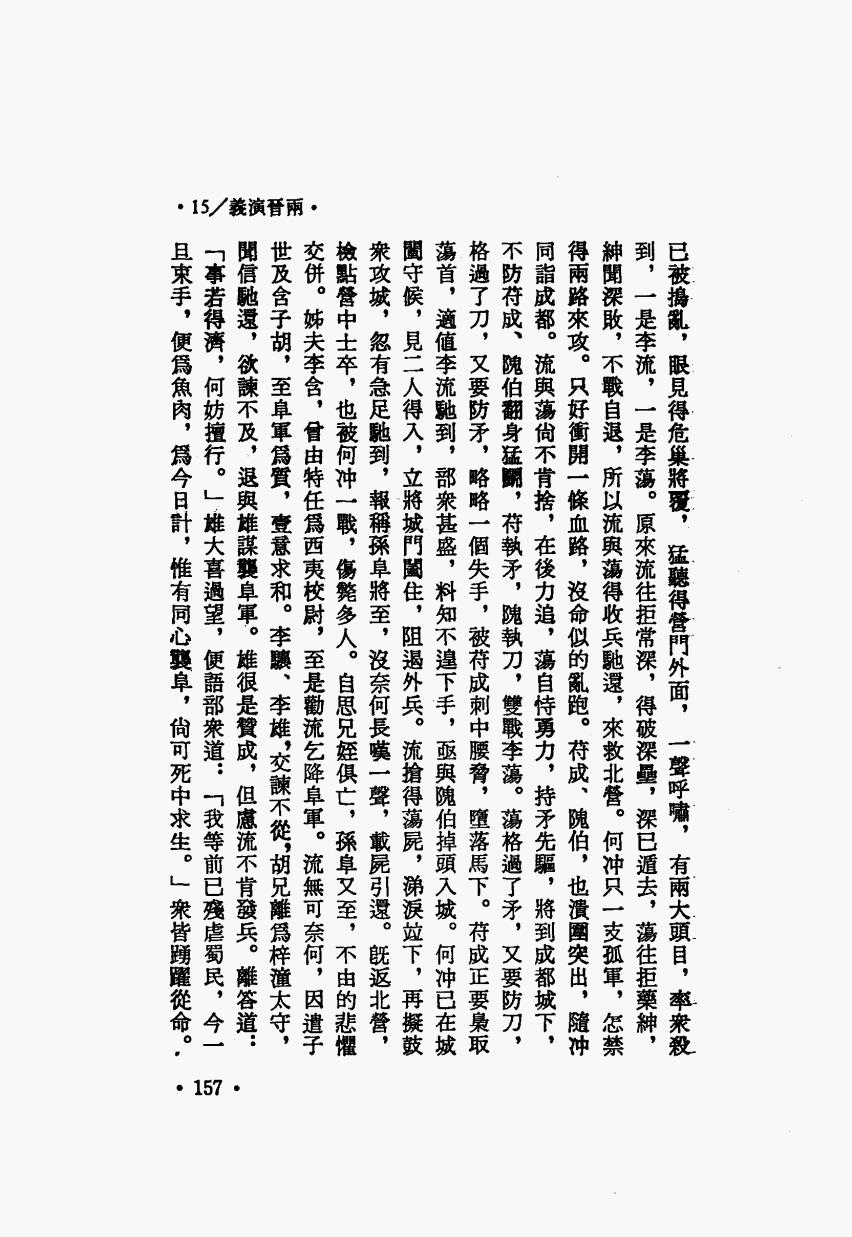 •15／義演晉兩•
已被搗亂，眼見得危巢將覆，猛聽得營門外面，一聲呼嘯，有兩大頭目，率衆殺
到，一是李流，一是李蕩。原來流往拒常深，得破深壘，深已遁去，蕩往拒藥紳，
紳聞深敗，不戰自退，所以流與蕩得收兵馳還，來救北營。何冲只一支孤軍，怎禁
得兩路來攻。只好衝開一條血路，沒命似的亂跑。苻成、隗伯，也潰圍突出，隨冲
同詣成都。流與蕩尙不肯捨，在後力追，蕩自恃勇力，持矛先驅，將到成都城下，
不防苻成、隗伯翻身猛鬭，苻執矛，隗執刀，雙戰李蕩。蕩格過了矛，又要防刀，
格過了刀，又要防矛，略略一個失手，被苻成刺中腰脅，墮落馬下。苻成正要梟取
蕩首，適值李流馳到，部衆甚盛，料知不遑下手，亟與隗伯掉頭入城。何冲已在城
闉守候，見二人得入，立將城門闔住，阻遏外兵。流搶得蕩屍，涕淚竝下，再擬鼓
衆攻城，忽有急足馳到，報稱孫阜將至，沒奈何長嘆一聲，載屍引還。旣返北營，
檢點營中士卒，也被何冲一戰，傷斃多人。自思兄姪俱亡，孫阜又至，不由的悲懼
交併。姊夫李含，曾由特任爲西夷校尉，至是勸流乞降阜軍。流無可奈何，因遣子
世及含子胡，至阜軍爲質，壹意求和。李驤、李雄，交諫不從，胡兄離爲梓潼太守，
聞信馳還，欲諫不及，退與雄謀襲阜軍。雄很是贊成，但慮流不肯發兵。離答道：
「事若得濟，何妨擅行。」雄大喜過望，便語部衆道：「我等前已殘虐蜀民，今一
旦束手，便爲魚肉，爲今日計，惟有同心襲阜，尙可死中求生。」衆皆踴躍從命。
•157•